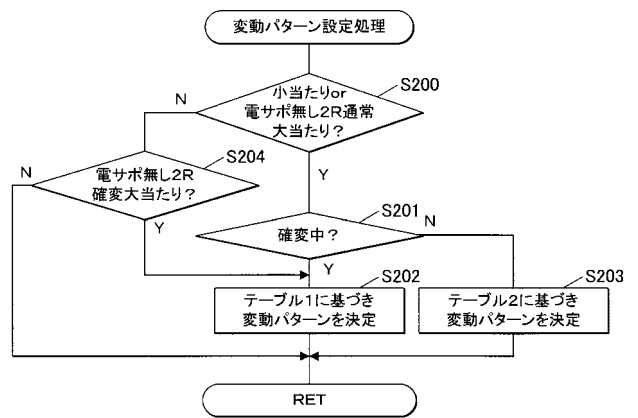 変動パターン設定処理
小当たりor
電サポ無し2R通常
大当たり?
S200
N
Y
電サポ無し2R
確変大当たり?
S204
N
Y
確変中?
S201
N
Y
テーブル1に基づき
変動パターンを決定
S202
テーブル2に基づき
変動パターンを決定
S203
RET